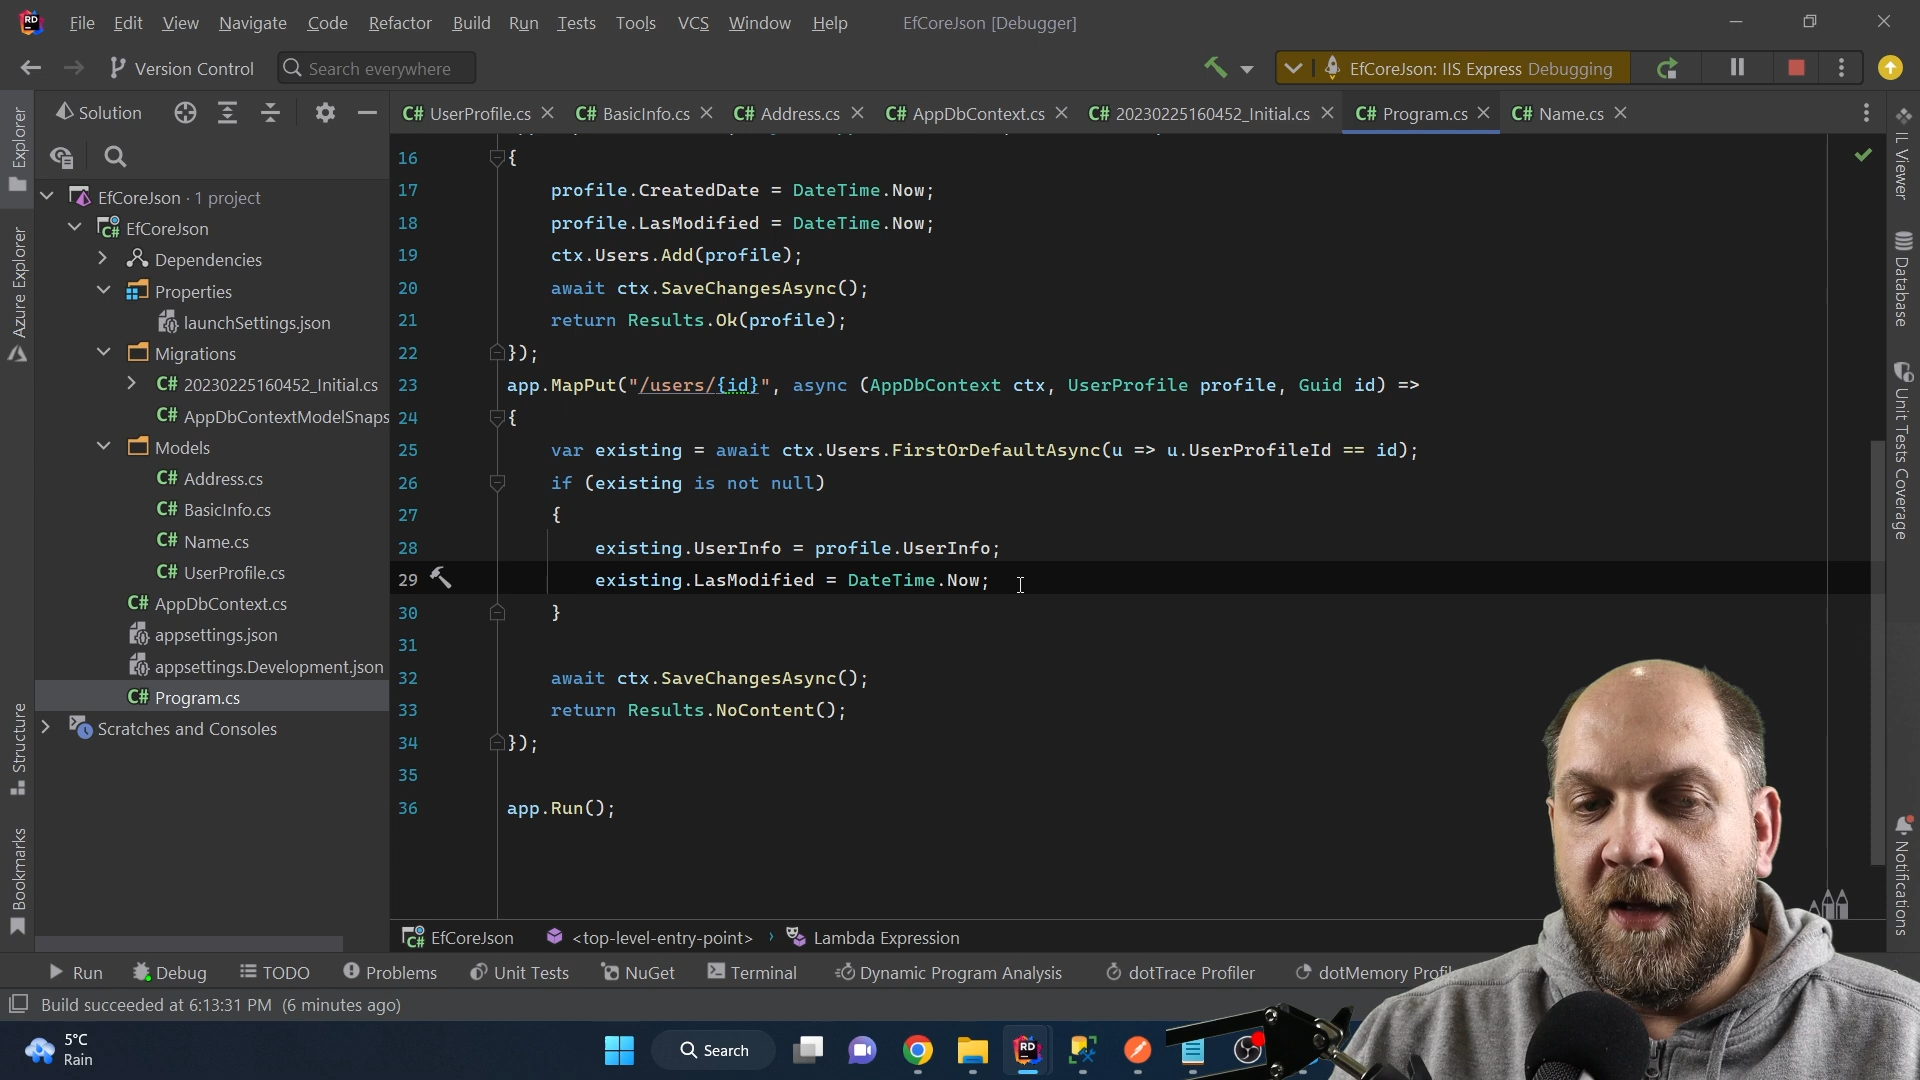 RD File Edit View Navigate Code Refactor Build Run Tests Tools VCS Window Help EfCoreJson [Debugger]
Version Control Search everywhere EfCoreJson: IIS Express Debugging
Solution
C# UserProfile.cs C# BasicInfo.cs C# Address.cs C# AppDbContext.cs C# 20230225160452_Initial.cs C# Program.cs C# Name.cs
Explorer
Azure Explorer
Structure
Bookmarks
EfCoreJson · 1 project
C# EfCoreJson
Dependencies
Properties
launchSettings.json
Migrations
C# 20230225160452_Initial.cs
C# AppDbContextModelSnaps
Models
C# Address.cs
C# BasicInfo.cs
C# Name.cs
C# UserProfile.cs
C# AppDbContext.cs
appsettings.json
appsettings.Development.json
C# Program.cs
Scratches and Consoles
16 {
17 profile.CreatedDate = DateTime.Now;
18 profile.LasModified = DateTime.Now;
19 ctx.Users.Add(profile);
20 await ctx.SaveChangesAsync();
21 return Results.Ok(profile);
22 });
23 app.MapPut("/users/{id}", async (AppDbContext ctx, UserProfile profile, Guid id) =>
24 {
25 var existing = await ctx.Users.FirstOrDefaultAsync(u => u.UserProfileId == id);
26 if (existing is not null)
27 {
28 existing.UserInfo = profile.UserInfo;
29 existing.LasModified = DateTime.Now;
30 }
31
32 await ctx.SaveChangesAsync();
33 return Results.NoContent();
34 });
35
36 app.Run();
IL Viewer
Database
Unit Tests Coverage
Notifications
C# EfCoreJson <top-level-entry-point> › Lambda Expression
Run Debug TODO Problems Unit Tests NuGet Terminal Dynamic Program Analysis dotTrace Profiler dotMemory Profi
Build succeeded at 6:13:31 PM (6 minutes ago)
5°C
Rain
Search
RD